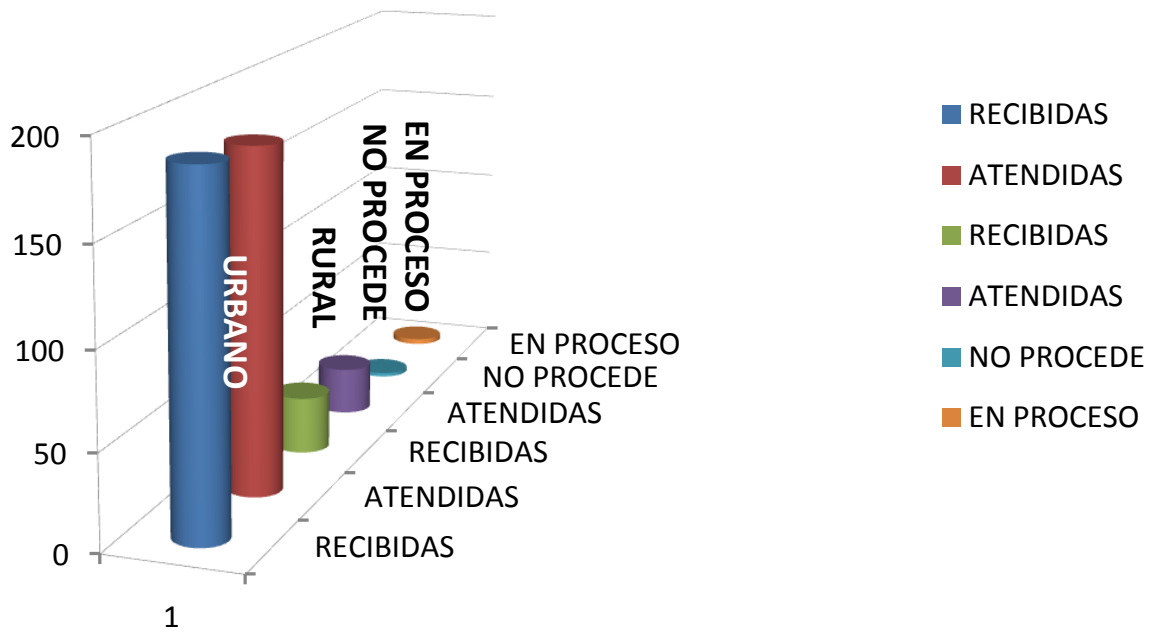 200
150
100
50
0
1
URBANO
RURAL
NO PROCEDE
EN PROCESO
EN PROCESO
NO PROCEDE
ATENDIDAS
RECIBIDAS
ATENDIDAS
RECIBIDAS
RECIBIDAS
ATENDIDAS
RECIBIDAS
ATENDIDAS
NO PROCEDE
EN PROCESO